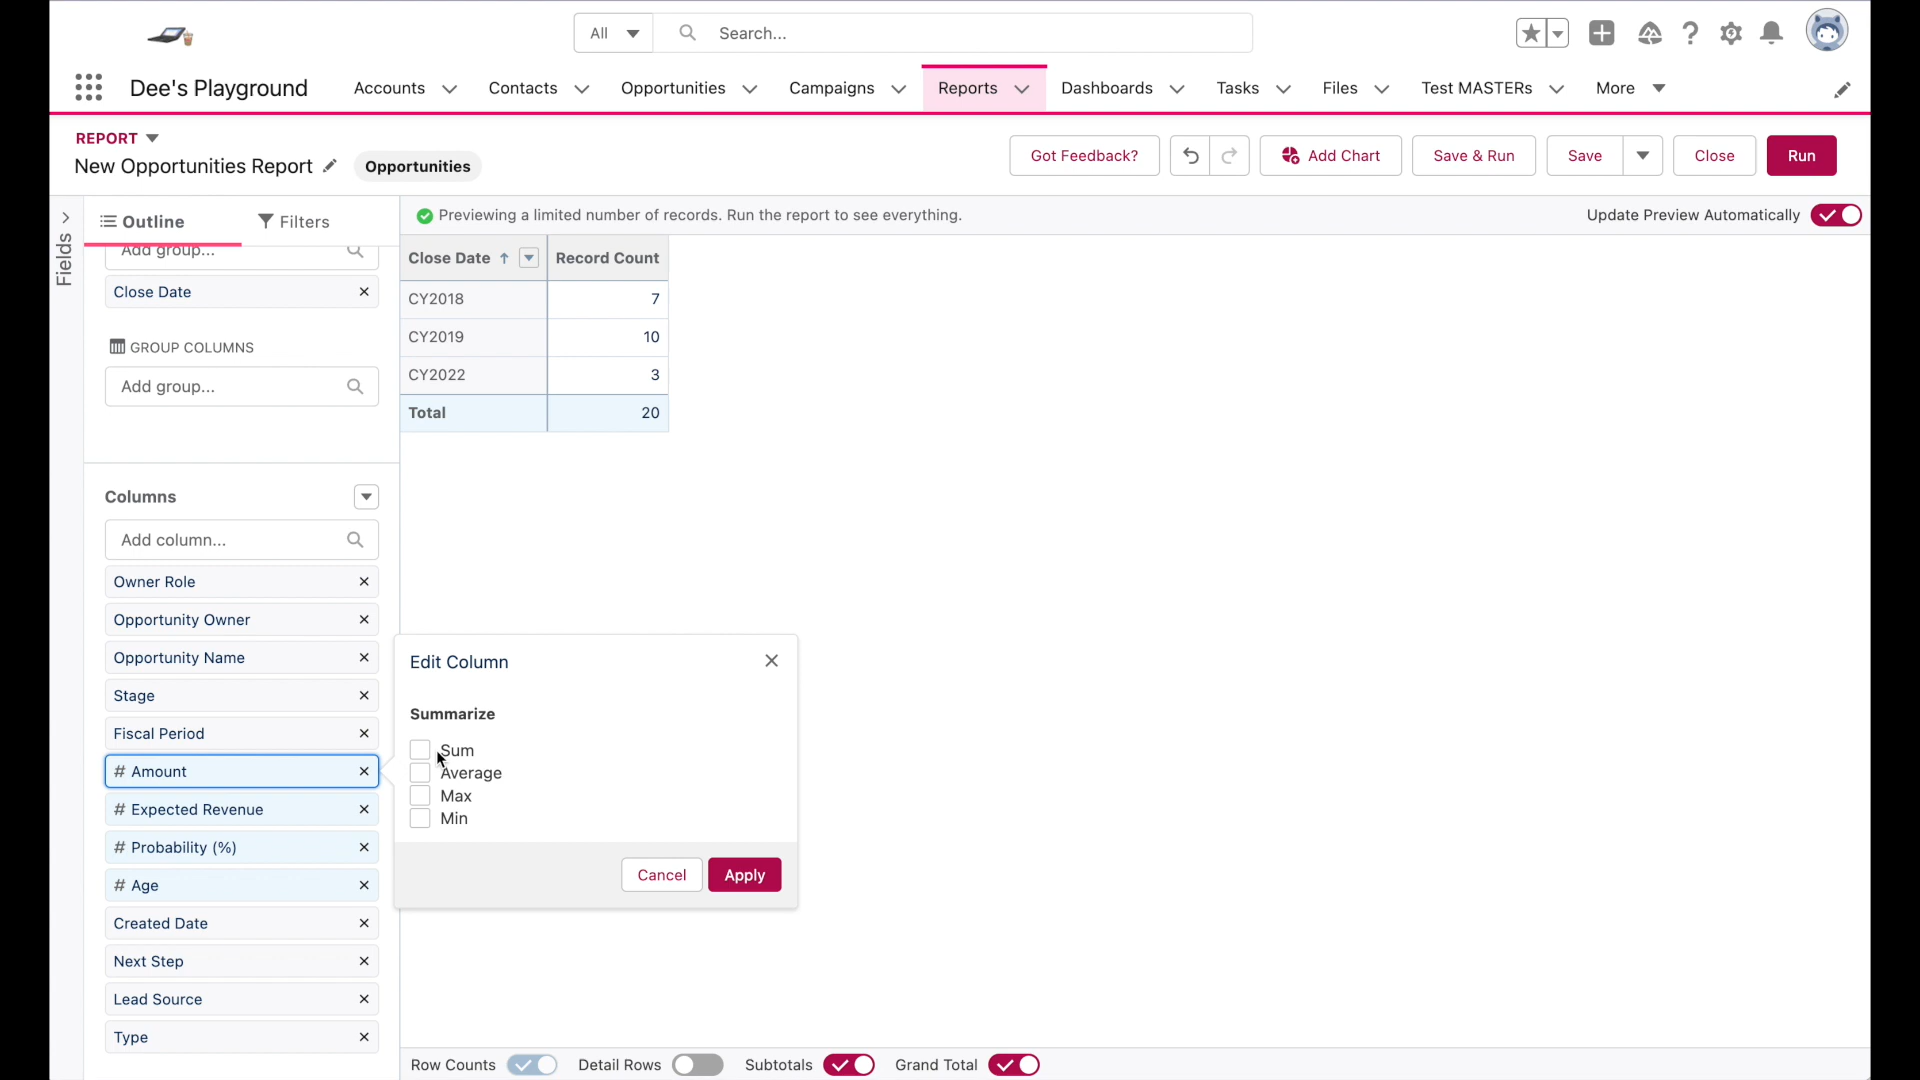 All
Search...
Dee's Playground
Accounts
Contacts
Opportunities
Campaigns
Reports
Dashboards
Tasks
Files
Test MASTERs
More
REPORT
New Opportunities Report
Opportunities
Got Feedback?
Add Chart
Save & Run
Save
Close
Run
Fields
Outline
Filters
Previewing a limited number of records. Run the report to see everything.
Update Preview Automatically
Add group...
Close Date
GROUP COLUMNS
Add group...
Columns
Add column...
Owner Role
Opportunity Owner
Opportunity Name
Stage
Fiscal Period
# Amount
# Expected Revenue
# Probability (%)
# Age
Created Date
Next Step
Lead Source
Type
Close Date Record Count
CY2018 7
CY2019 10
CY2022 3
Total 20
Edit Column
Summarize
Sum
Average
Max
Min
Cancel
Apply
Row Counts
Detail Rows
Subtotals
Grand Total